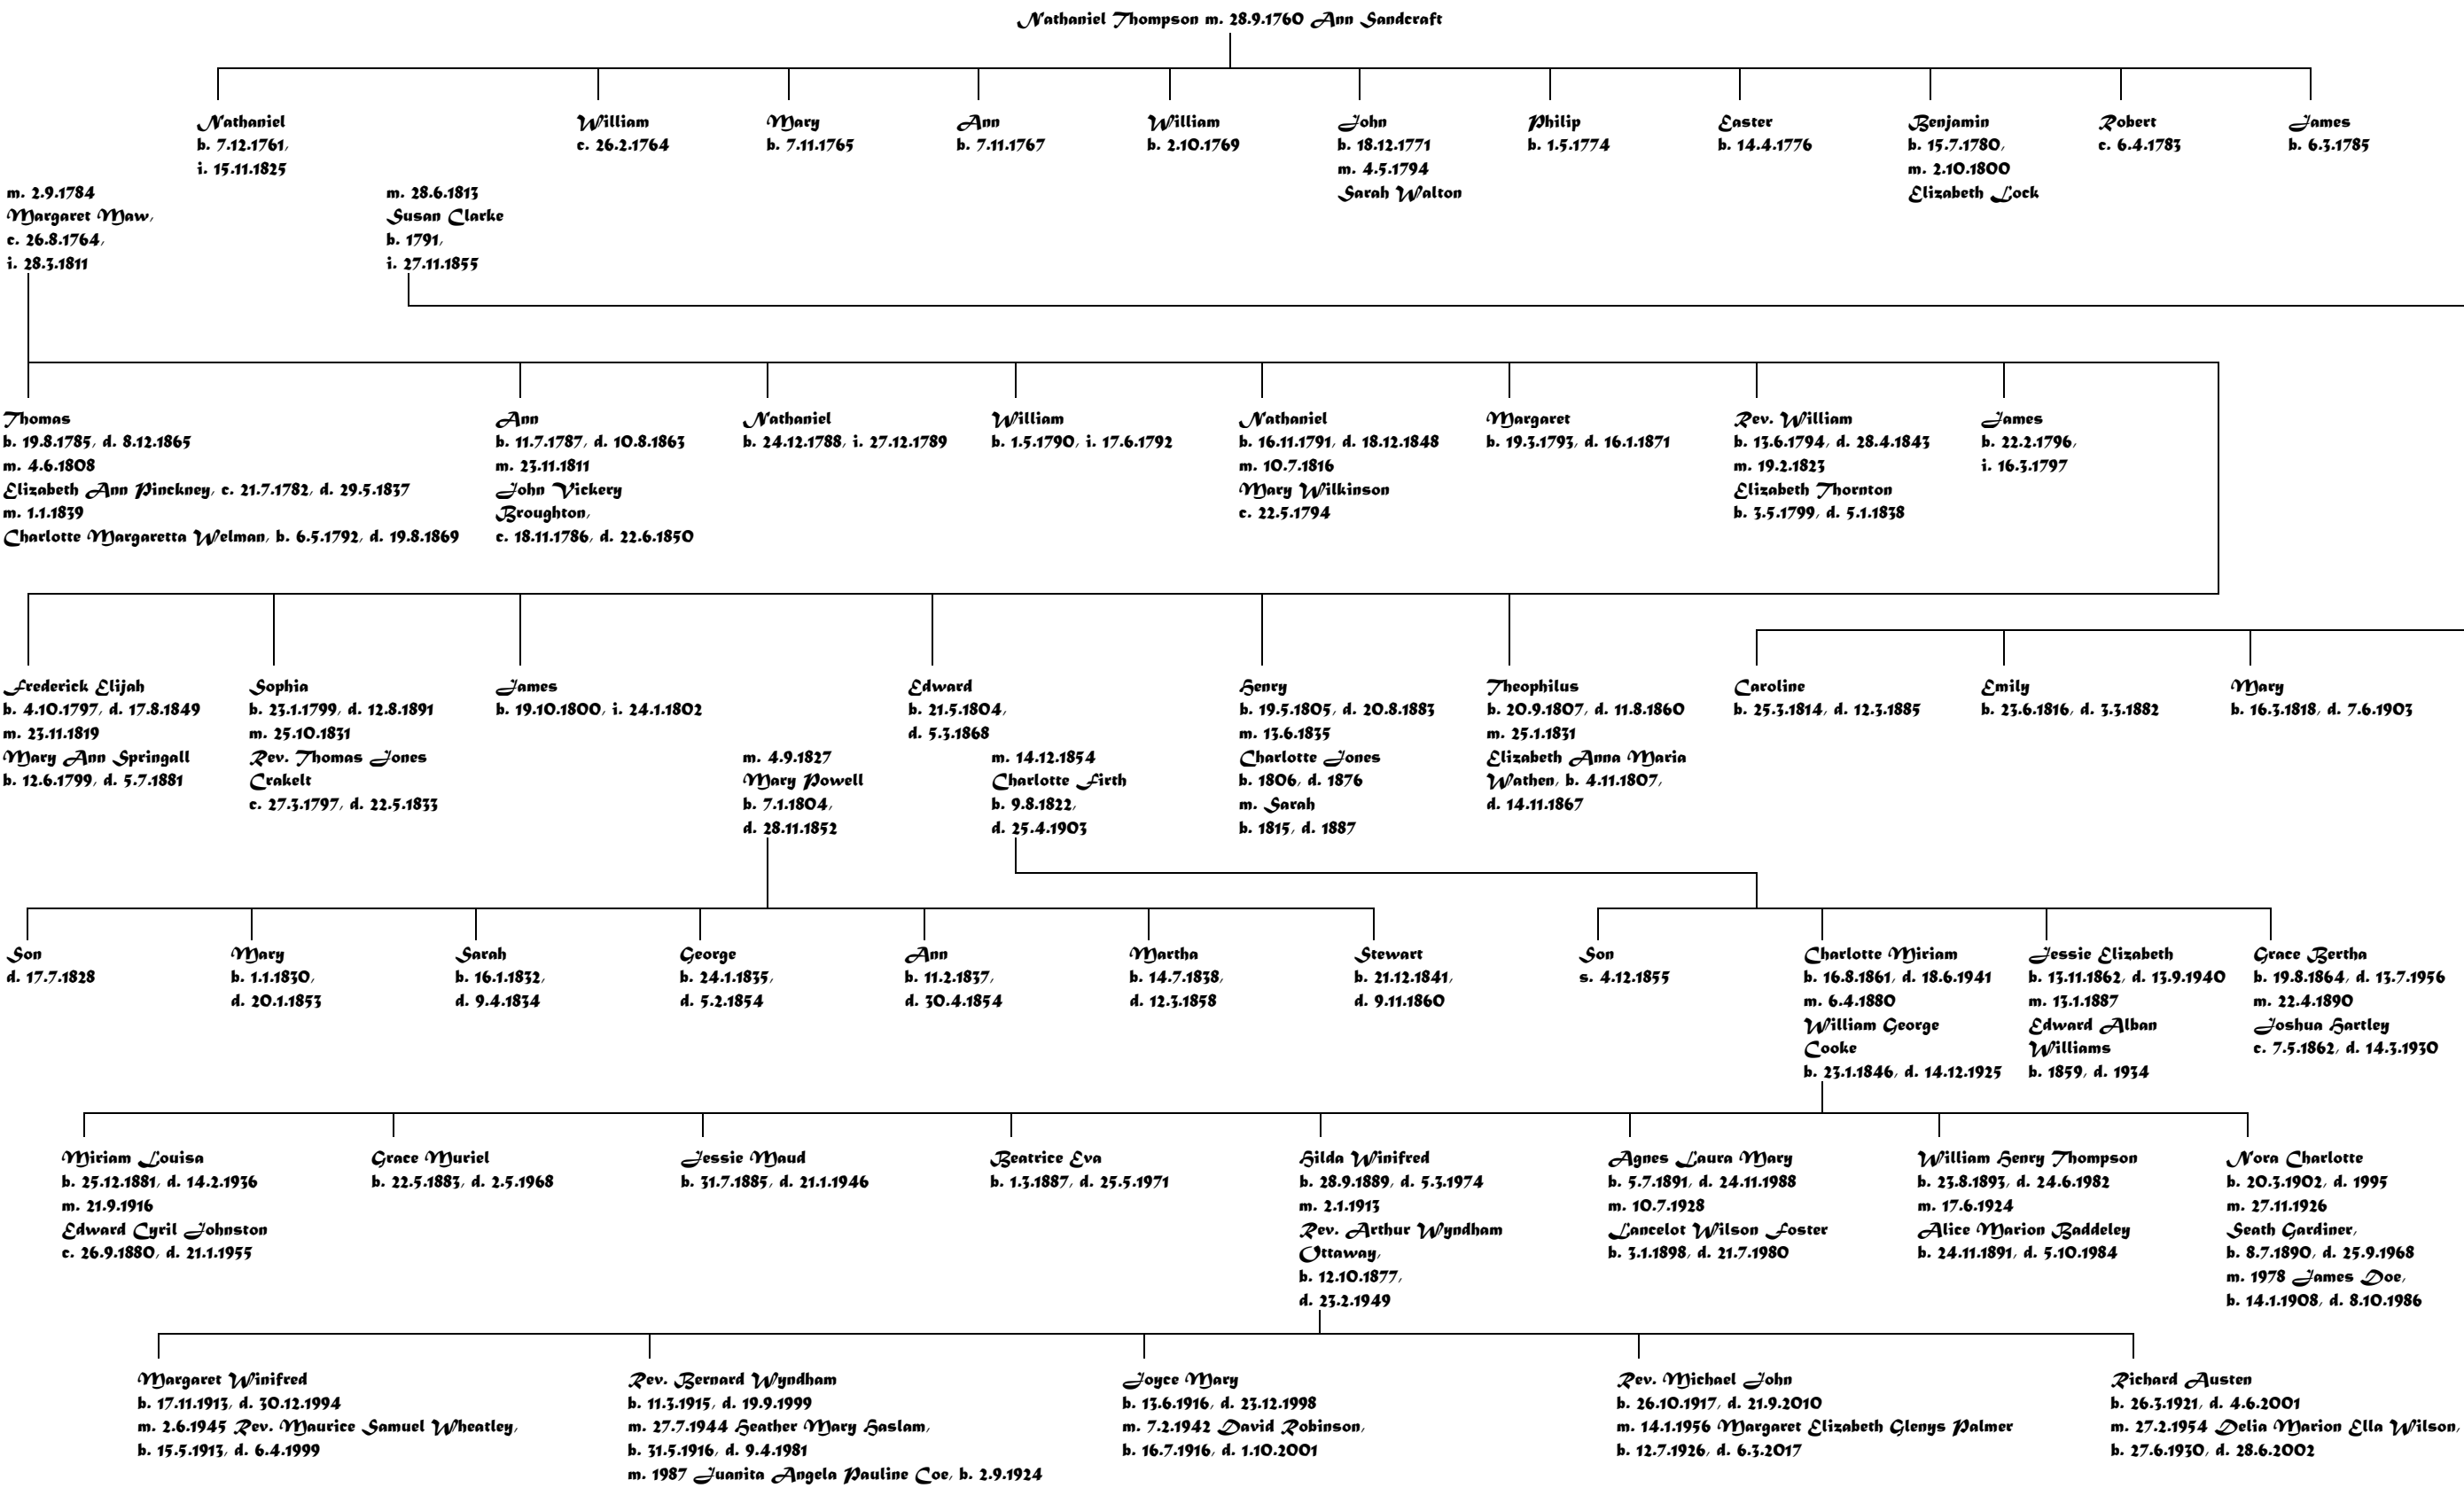 Nathaniel Thompson m. 28.9.1760 Ann Sandcraft
Nathaniel
b. 7.12.1761,
i. 15.11.1825
m. 2.9.1784
Margaret Maw,
c. 26.8.1764,
i. 28.3.1811
m. 28.6.1813
Susan Clarke
b. 1791,
i. 27.11.1855
William
c. 26.2.1764
Mary
b. 7.11.1765
Ann
b. 7.11.1767
William
b. 2.10.1769
John
b. 18.12.1771
m. 4.5.1794
Sarah Walton
Philip
b. 1.5.1774
Easter
b. 14.4.1776
Benjamin
b. 15.7.1780,
m. 2.10.1800
Elizabeth Lock
Robert
c. 6.4.1783
James
b. 6.3.1785
Thomas
b. 19.8.1785, d. 8.12.1865
m. 4.6.1808
Elizabeth Ann Pinckney, c. 21.7.1782, d. 29.5.1837
m. 1.1.1839
Charlotte Margaretta Welman, b. 6.5.1792, d. 19.8.1869
Ann
b. 11.7.1787, d. 10.8.1863
m. 23.11.1811
John Vickery
Broughton,
c. 18.11.1786, d. 22.6.1850
Nathaniel
b. 24.12.1788, i. 27.12.1789
William
b. 1.5.1790, i. 17.6.1792
Nathaniel
b. 16.11.1791, d. 18.12.1848
m. 10.7.1816
Mary Wilkinson
c. 22.5.1794
Margaret
b. 19.3.1793, d. 16.1.1871
Rev. William
b. 13.6.1794, d. 28.4.1843
m. 19.2.1823
Elizabeth Thornton
b. 3.5.1799, d. 5.1.1838
James
b. 22.2.1796,
i. 16.3.1797
Frederick Elijah
b. 4.10.1797, d. 17.8.1849
m. 23.11.1819
Mary Ann Springall
b. 12.6.1799, d. 5.7.1881
Sophia
b. 23.1.1799, d. 12.8.1891
m. 25.10.1831
Rev. Thomas Jones
Crakelt
c. 27.3.1797, d. 22.5.1833
James
b. 19.10.1800, i. 24.1.1802
Edward
b. 21.5.1804,
d. 5.3.1868
m. 4.9.1827
Mary Powell
b. 7.1.1804,
d. 28.11.1852
m. 14.12.1854
Charlotte Firth
b. 9.8.1822,
d. 25.4.1903
Henry
b. 19.5.1805, d. 20.8.1883
m. 13.6.1835
Charlotte Jones
b. 1806, d. 1876
m. Sarah
b. 1815, d. 1887
Theophilus
b. 20.9.1807, d. 11.8.1860
m. 25.1.1831
Elizabeth Anna Maria
Wathen, b. 4.11.1807,
d. 14.11.1867
Caroline
b. 25.3.1814, d. 12.3.1885
Emily
b. 23.6.1816, d. 3.3.1882
Mary
b. 16.3.1818, d. 7.6.1903
Son
d. 17.7.1828
Mary
b. 1.1.1830,
d. 20.1.1853
Sarah
b. 16.1.1832,
d. 9.4.1834
George
b. 24.1.1835,
d. 5.2.1854
Ann
b. 11.2.1837,
d. 30.4.1854
Martha
b. 14.7.1838,
d. 12.3.1858
Stewart
b. 21.12.1841,
d. 9.11.1860
Son
s. 4.12.1855
Charlotte Miriam
b. 16.8.1861, d. 18.6.1941
m. 6.4.1880
William George
Cooke
b. 23.1.1846, d. 14.12.1925
Jessie Elizabeth
b. 13.11.1862, d. 13.9.1940
m. 13.1.1887
Edward Alban
Williams
b. 1859, d. 1934
Grace Bertha
b. 19.8.1864, d. 13.7.1956
m. 22.4.1890
Joshua Hartley
c. 7.5.1862, d. 14.3.1930
Miriam Louisa
b. 25.12.1881, d. 14.2.1936
m. 21.9.1916
Edward Cyril Johnston
c. 26.9.1880, d. 21.1.1955
Grace Muriel
b. 22.5.1883, d. 2.5.1968
Jessie Maud
b. 31.7.1885, d. 21.1.1946
Beatrice Eva
b. 1.3.1887, d. 25.5.1971
Hilda Winifred
b. 28.9.1889, d. 5.3.1974
m. 2.1.1913
Rev. Arthur Wyndham
Ottaway,
b. 12.10.1877,
d. 23.2.1949
Agnes Laura Mary
b. 5.7.1891, d. 24.11.1988
m. 10.7.1928
Lancelot Wilson Foster
b. 3.1.1898, d. 21.7.1980
William Henry Thompson
b. 23.8.1893, d. 24.6.1982
m. 17.6.1924
Alice Marion Baddeley
b. 24.11.1891, d. 5.10.1984
Nora Charlotte
b. 20.3.1902, d. 1995
m. 27.11.1926
Seath Gardiner,
b. 8.7.1890, d. 25.9.1968
m. 1978 James Doe,
b. 14.1.1908, d. 8.10.1986
Margaret Winifred
b. 17.11.1913, d. 30.12.1994
m. 2.6.1945 Rev. Maurice Samuel Wheatley,
b. 15.5.1913, d. 6.4.1999
Rev. Bernard Wyndham
b. 11.3.1915, d. 19.9.1999
m. 27.7.1944 Heather Mary Haslam,
b. 31.5.1916, d. 9.4.1981
m. 1987 Juanita Angela Pauline Coe, b. 2.9.1924
Joyce Mary
b. 13.6.1916, d. 23.12.1998
m. 7.2.1942 David Robinson,
b. 16.7.1916, d. 1.10.2001
Rev. Michael John
b. 26.10.1917, d. 21.9.2010
m. 14.1.1956 Margaret Elizabeth Glenys Palmer
b. 12.7.1926, d. 6.3.2017
Richard Austen
b. 26.3.1921, d. 4.6.2001
m. 27.2.1954 Delia Marion Ella Wilson,
b. 27.6.1930, d. 28.6.2002